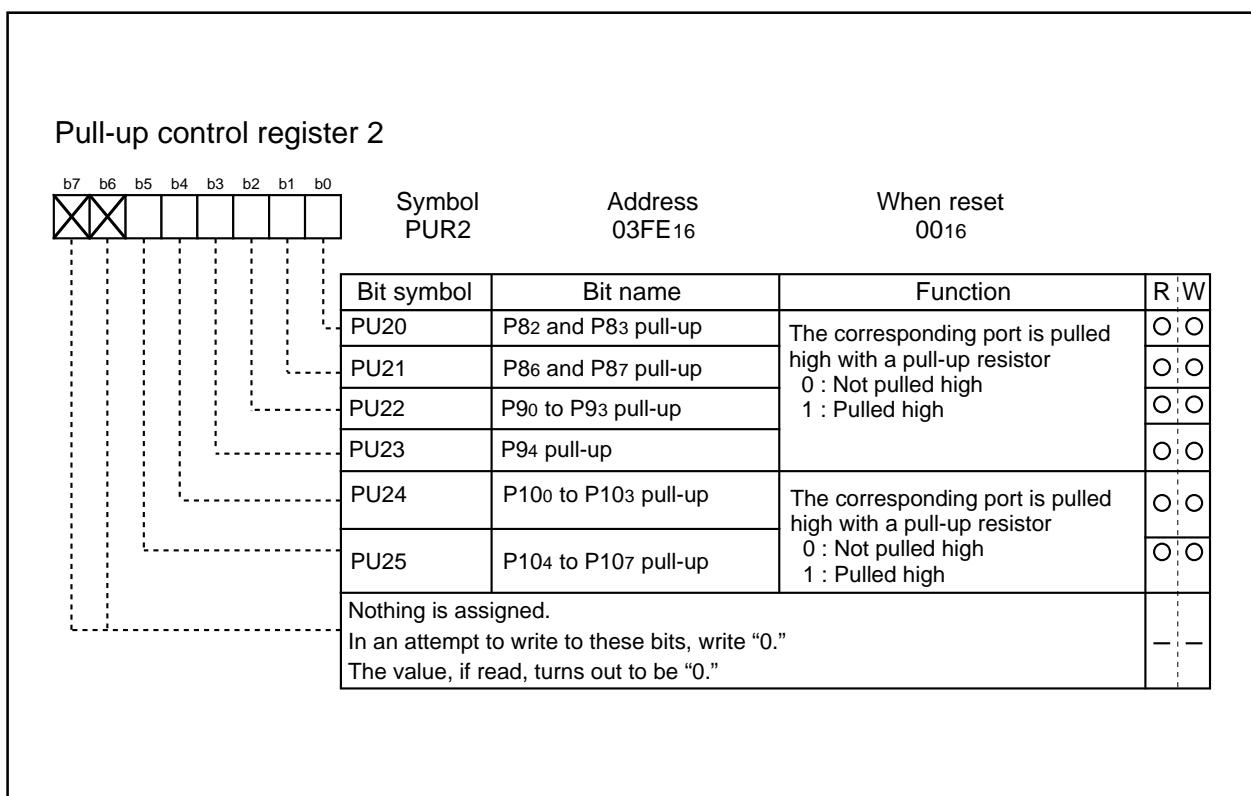 Pull-up control register 2
b7 b6 b5 b4 b3 b2 b1 b0
Symbol Address When reset
PUR2 03FE16 0016
Bit symbol Bit name Function R W
PU20 P82 and P83 pull-up The corresponding port is pulled
high with a pull-up resistor
0 : Not pulled high
1 : Pulled high
PU21 P86 and P87 pull-up
PU22 P90 to P93 pull-up
PU23 P94 pull-up
PU24 P100 to P103 pull-up The corresponding port is pulled
high with a pull-up resistor
0 : Not pulled high
1 : Pulled high
PU25 P104 to P107 pull-up
Nothing is assigned.
In an attempt to write to these bits, write “0.”
The value, if read, turns out to be “0.”